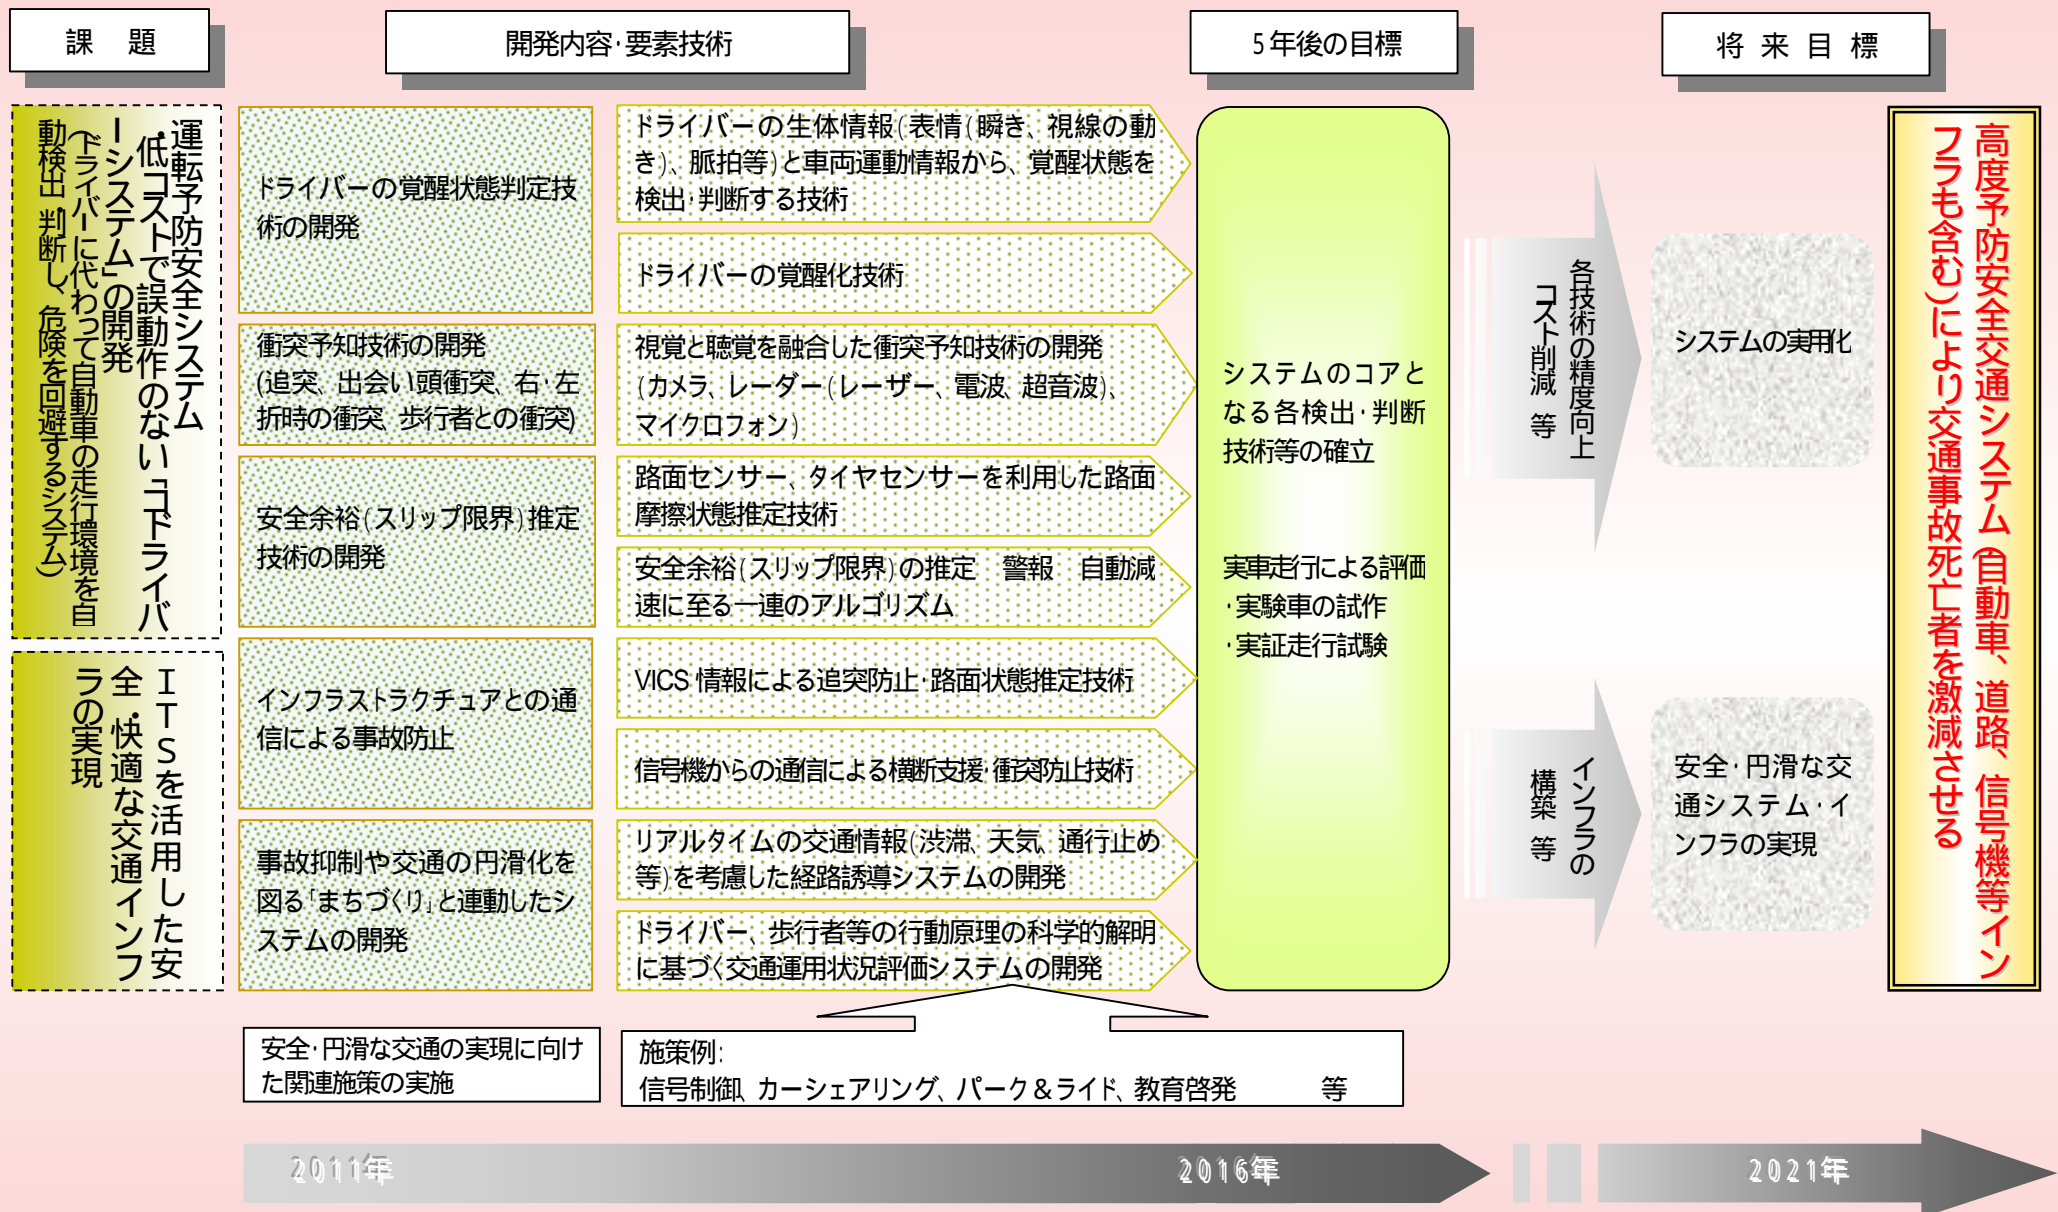 課 題
開発内容・要素技術
5年後の目標
将 来 目 標
運転予防安全システム
・低コストで誤動作のない「コドライバ
ーシステム」の開発
(ドライバーに代わって自動車の走行環境を自
動検出・判断し、危険を回避するシステム)
ITSを活用した安
全・快適な交通インフ
ラの実現
ドライバーの覚醒状態判定技
術の開発
衝突予知技術の開発
(追突、出会い頭衝突、右・左
折時の衝突、歩行者との衝突)
安全余裕(スリップ限界)推定
技術の開発
インフラストラクチュアとの通
信による事故防止
事故抑制や交通の円滑化を
図る「まちづくり」と連動したシ
ステムの開発
ドライバーの生体情報(表情(瞬き、視線の動
き)、脈拍等)と車両運動情報から、覚醒状態を
検出・判断する技術
ドライバーの覚醒化技術
視覚と聴覚を融合した衝突予知技術の開発
(カメラ、レーダー(レーザー、電波、超音波)、
マイクロフォン)
路面センサー、タイヤセンサーを利用した路面
摩擦状態推定技術
安全余裕(スリップ限界)の推定 警報 自動減
速に至る一連のアルゴリズム
VICS情報による追突防止・路面状態推定技術
信号機からの通信による横断支援・衝突防止技術
リアルタイムの交通情報(渋滞、天気、通行止め
等)を考慮した経路誘導システムの開発
ドライバー、歩行者等の行動原理の科学的解明
に基づく交通運用状況評価システムの開発
システムのコアと
なる各検出・判断
技術等の確立
実車走行による評価
・実験車の試作
・実証走行試験
各技術の精度向上
コスト削減 等
インフラの
構築 等
システムの実用化
安全・円滑な交
通システム・イ
ンフラの実現
高度予防安全交通システム(自動車、道路、信号機等イン
フラも含む)により交通事故死亡者を激減させる
安全・円滑な交通の実現に向け
た関連施策の実施
施策例:
信号制御、カーシェアリング、パーク&ライド、教育啓発 等
2011年
2016年
2021年